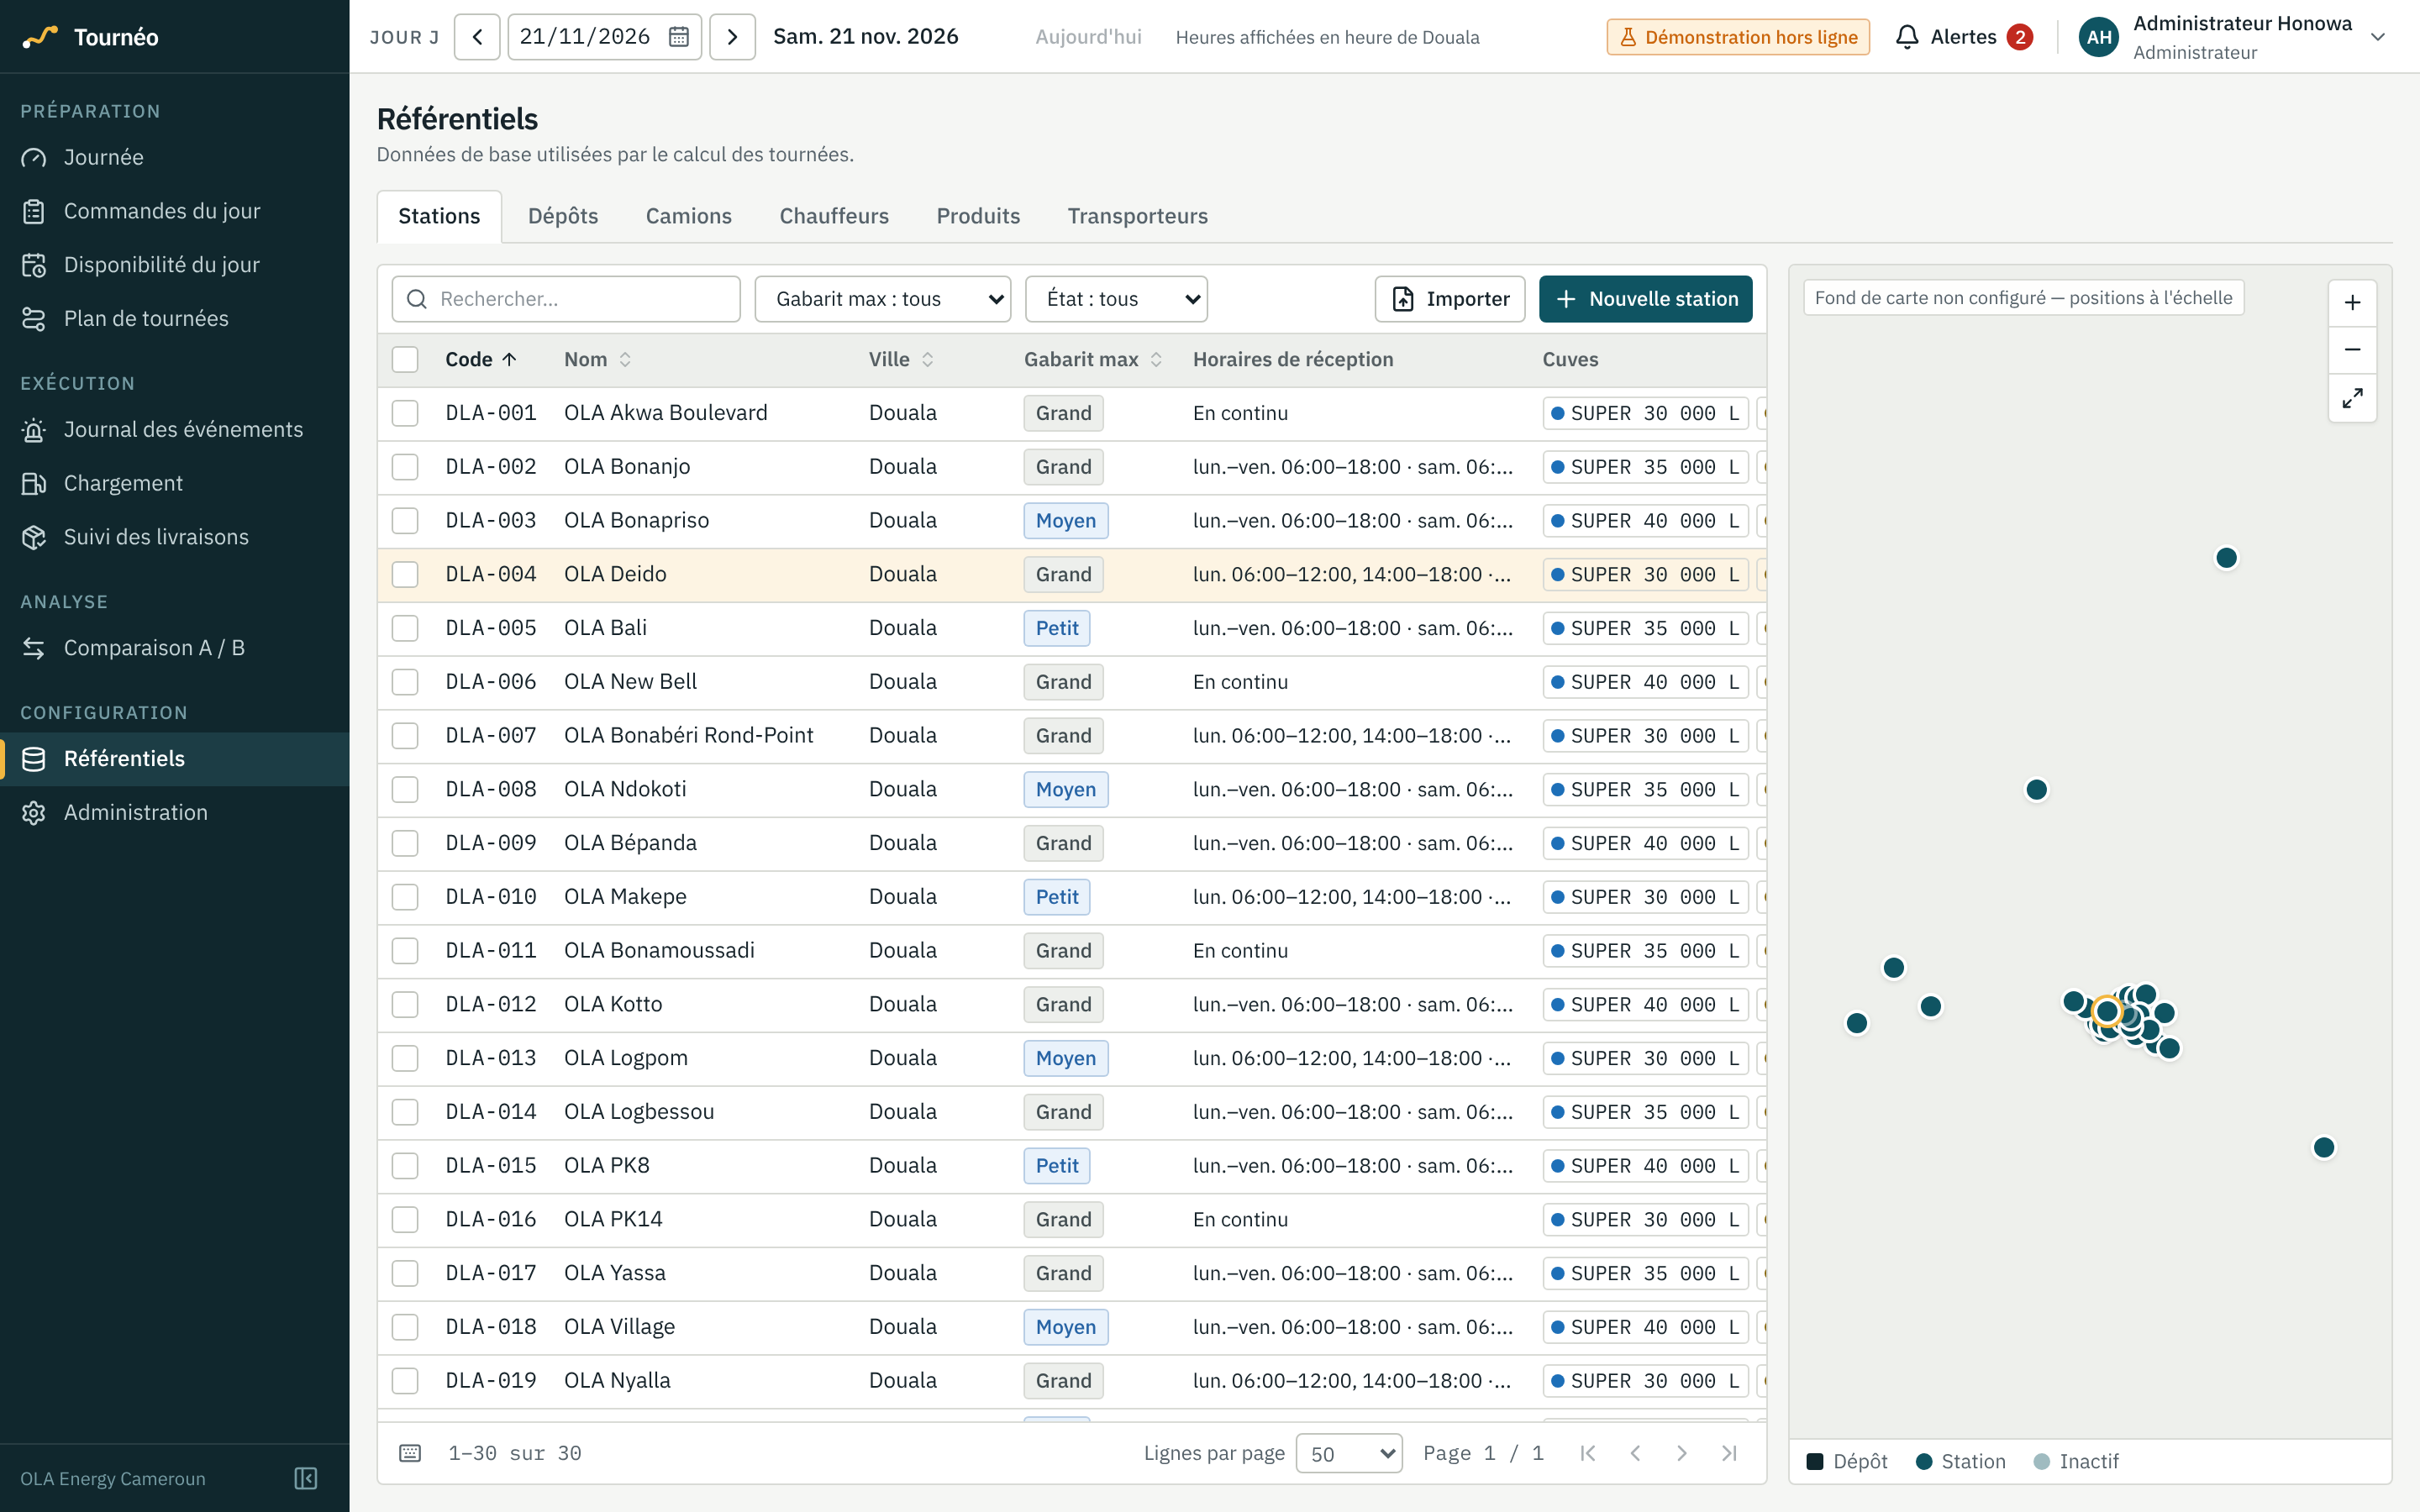 Tournéo
JOUR J
21/11/2026
Sam. 21 nov. 2026
Aujourd'hui
Heures affichées en heure de Douala
Démonstration hors ligne
Alertes 2
AH
Administrateur Honowa
Administrateur
PRÉPARATION
Journée
Commandes du jour
Disponibilité du jour
Plan de tournées
EXÉCUTION
Journal des événements
Chargement
Suivi des livraisons
ANALYSE
Comparaison A / B
CONFIGURATION
Référentiels
Administration
OLA Energy Cameroun
Référentiels
Données de base utilisées par le calcul des tournées.
Stations Dépôts Camions Chauffeurs Produits Transporteurs
Rechercher... Gabarit max : tous État : tous Importer + Nouvelle station
Code Nom Ville Gabarit max Horaires de réception Cuves
DLA-001 OLA Akwa Boulevard Douala Grand En continu SUPER 30 000 L
DLA-002 OLA Bonanjo Douala Grand lun.–ven. 06:00–18:00 · sam. 06:... SUPER 35 000 L
DLA-003 OLA Bonapriso Douala Moyen lun.–ven. 06:00–18:00 · sam. 06:... SUPER 40 000 L
DLA-004 OLA Deido Douala Grand lun. 06:00–12:00, 14:00–18:00 ·... SUPER 30 000 L
DLA-005 OLA Bali Douala Petit lun.–ven. 06:00–18:00 · sam. 06:... SUPER 35 000 L
DLA-006 OLA New Bell Douala Grand En continu SUPER 40 000 L
DLA-007 OLA Bonabéri Rond-Point Douala Grand lun. 06:00–12:00, 14:00–18:00 ·... SUPER 30 000 L
DLA-008 OLA Ndokoti Douala Moyen lun.–ven. 06:00–18:00 · sam. 06:... SUPER 35 000 L
DLA-009 OLA Bépanda Douala Grand lun.–ven. 06:00–18:00 · sam. 06:... SUPER 40 000 L
DLA-010 OLA Makepe Douala Petit lun. 06:00–12:00, 14:00–18:00 ·... SUPER 30 000 L
DLA-011 OLA Bonamoussadi Douala Grand En continu SUPER 35 000 L
DLA-012 OLA Kotto Douala Grand lun.–ven. 06:00–18:00 · sam. 06:... SUPER 40 000 L
DLA-013 OLA Logpom Douala Moyen lun. 06:00–12:00, 14:00–18:00 ·... SUPER 30 000 L
DLA-014 OLA Logbessou Douala Grand lun.–ven. 06:00–18:00 · sam. 06:... SUPER 35 000 L
DLA-015 OLA PK8 Douala Petit lun.–ven. 06:00–18:00 · sam. 06:... SUPER 40 000 L
DLA-016 OLA PK14 Douala Grand En continu SUPER 30 000 L
DLA-017 OLA Yassa Douala Grand lun.–ven. 06:00–18:00 · sam. 06:... SUPER 35 000 L
DLA-018 OLA Village Douala Moyen lun.–ven. 06:00–18:00 · sam. 06:... SUPER 40 000 L
DLA-019 OLA Nyalla Douala Grand lun. 06:00–12:00, 14:00–18:00 ·... SUPER 30 000 L
1–30 sur 30
Lignes par page 50 Page 1 / 1
Fond de carte non configuré — positions à l'échelle
Dépôt Station Inactif